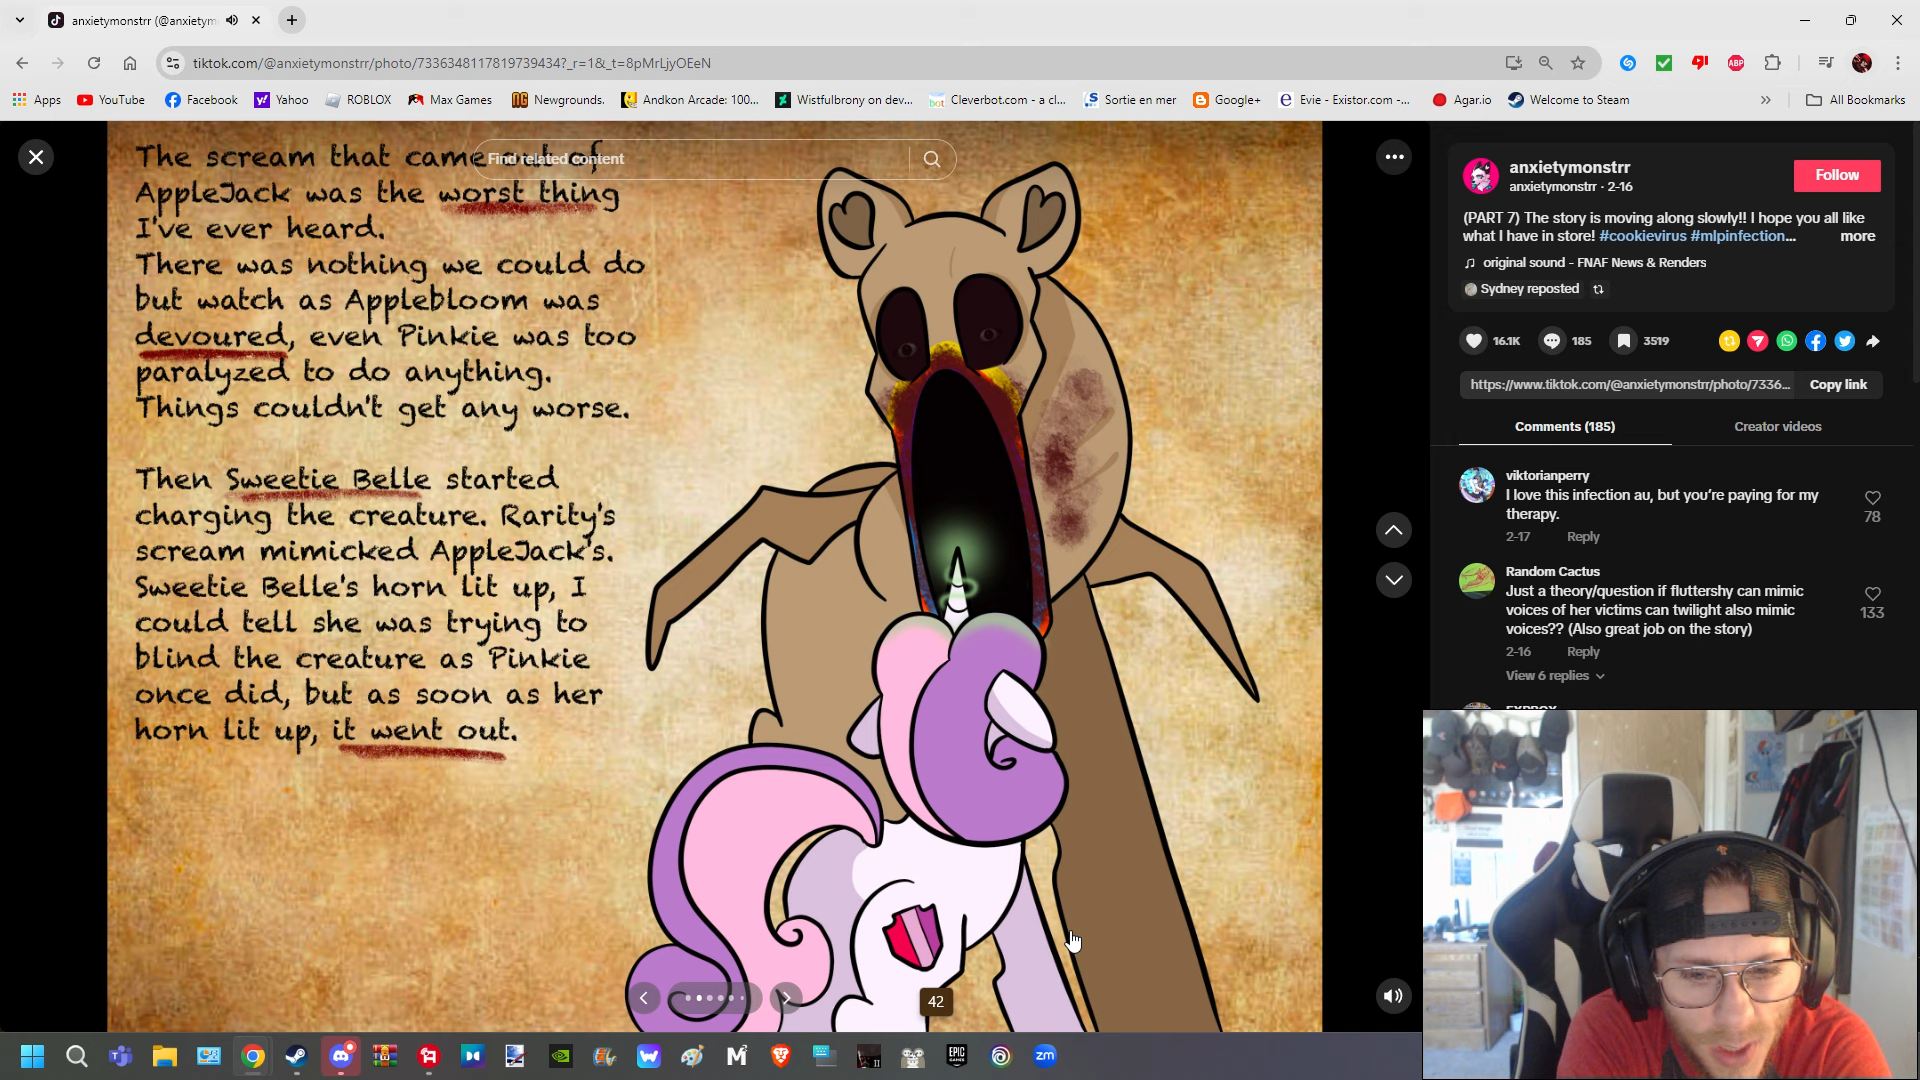 anxietymonstrr (@anxietym
tiktok.com/@anxietymonstrr/photo/7336348117819739434?_r=1&_t=8pMrLjyOEeN
Apps
YouTube
Facebook
Yahoo
ROBLOX
Max Games
Newgrounds.
Andkon Arcade: 100...
Wistfulbrony on dev...
Cleverbot.com - a cl...
Sortie en mer
Google+
Evie - Existor.com -...
Agar.io
Welcome to Steam
All Bookmarks
Find related content
The scream that came out of
AppleJack was the worst thing
I've ever heard.
There was nothing we could do
but watch as Applebloom was
devoured, even Pinkie was too
paralyzed to do anything.
Things couldn't get any worse.
Then Sweetie Belle started
charging the creature. Rarity's
scream mimicked AppleJack's.
Sweetie Belle's horn lit up, I
could tell she was trying to
blind the creature as Pinkie
once did, but as soon as her
horn lit up, it went out.
42
anxietymonstrr
anxietymonstrr · 2-16
Follow
(PART 7) The story is moving along slowly!! I hope you all like
what I have in store! #cookievirus #mlpinfection...
more
original sound - FNAF News & Renders
Sydney reposted
16.1K
185
3519
https://www.tiktok.com/@anxietymonstrr/photo/7336...
Copy link
Comments (185)
Creator videos
viktorianperry
I love this infection au, but you're paying for my
therapy.
78
2-17
Reply
Random Cactus
Just a theory/question if fluttershy can mimic
voices of her victims can twilight also mimic
voices?? (Also great job on the story)
133
2-16
Reply
View 6 replies
ABP
EPIC
GAMES
zm